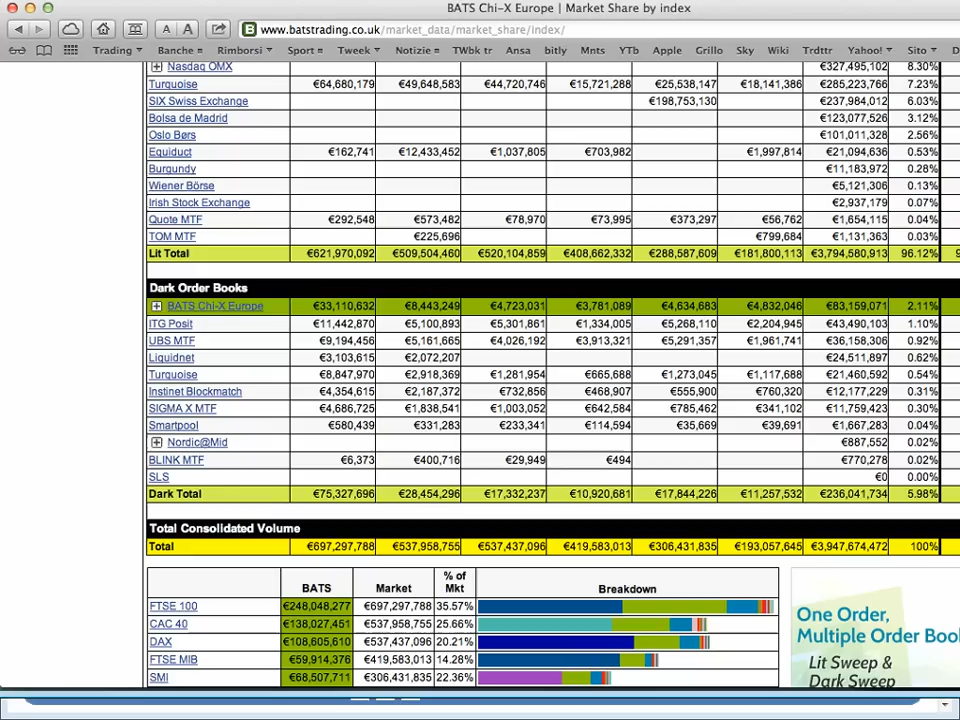 BATS Chi-X Europe | Market Share by index
www.batstrading.co.uk/market_data/market_share/index/
Trading Banche Rimborsi Sport Tweek Notizie TWbk tr Ansa bitly Mnts YTb Apple Grillo Sky Wiki Trdttr Yahoo! Sito D
Nasdaq OMX €327,495,102 8.30%
Turquoise €64,680,179 €49,648,583 €44,720,746 €15,721,288 €25,538,147 €18,141,386 €285,223,766 7.23%
SIX Swiss Exchange €198,753,130 €237,984,012 6.03%
Bolsa de Madrid €123,077,526 3.12%
Oslo Børs €101,011,328 2.56%
Equiduct €162,741 €12,433,452 €1,037,805 €703,982 €1,997,814 €21,094,636 0.53%
Burgundy €11,183,972 0.28%
Wiener Börse €5,121,306 0.13%
Irish Stock Exchange €2,937,179 0.07%
Quote MTF €292,548 €573,482 €78,970 €73,995 €373,297 €56,762 €1,654,115 0.04%
TOM MTF €225,696 €799,684 €1,131,363 0.03%
Lit Total €621,970,092 €509,504,460 €520,104,859 €408,662,332 €288,587,609 €181,800,113 €3,794,580,913 96.12% 9
Dark Order Books
BATS Chi-X Europe €33,110,632 €8,443,249 €4,723,031 €3,781,089 €4,634,683 €4,832,046 €83,159,071 2.11%
ITG Posit €11,442,870 €5,100,893 €5,301,861 €1,334,005 €5,268,110 €2,204,945 €43,490,103 1.10%
UBS MTF €9,194,456 €5,161,665 €4,026,192 €3,913,321 €5,291,357 €1,961,741 €36,158,306 0.92%
Liquidnet €3,103,615 €2,072,207 €24,511,897 0.62%
Turquoise €8,847,970 €2,918,369 €1,281,954 €665,688 €1,273,045 €1,117,688 €21,460,592 0.54%
Instinet Blockmatch €4,354,615 €2,187,372 €732,856 €468,907 €555,900 €760,320 €12,177,229 0.31%
SIGMA X MTF €4,686,725 €1,838,541 €1,003,052 €642,584 €785,462 €341,102 €11,759,423 0.30%
Smartpool €580,439 €331,283 €233,341 €114,594 €35,669 €39,691 €1,667,283 0.04%
Nordic@Mid €887,552 0.02%
BLINK MTF €6,373 €400,716 €29,949 €494 €770,278 0.02%
SLS €0 0.00%
Dark Total €75,327,696 €28,454,296 €17,332,237 €10,920,681 €17,844,226 €11,257,532 €236,041,734 5.98%
Total Consolidated Volume
Total €697,297,788 €537,958,755 €537,437,096 €419,583,013 €306,431,835 €193,057,645 €3,947,674,472 100%
BATS Market % of Mkt Breakdown
FTSE 100 €248,048,277 €697,297,788 35.57%
CAC 40 €138,027,451 €537,958,755 25.66%
DAX €108,605,610 €537,437,096 20.21%
FTSE MIB €59,914,376 €419,583,013 14.28%
SMI €68,507,711 €306,431,835 22.36%
One Order,
Multiple Order Boo
Lit Sweep &
Dark Sweep